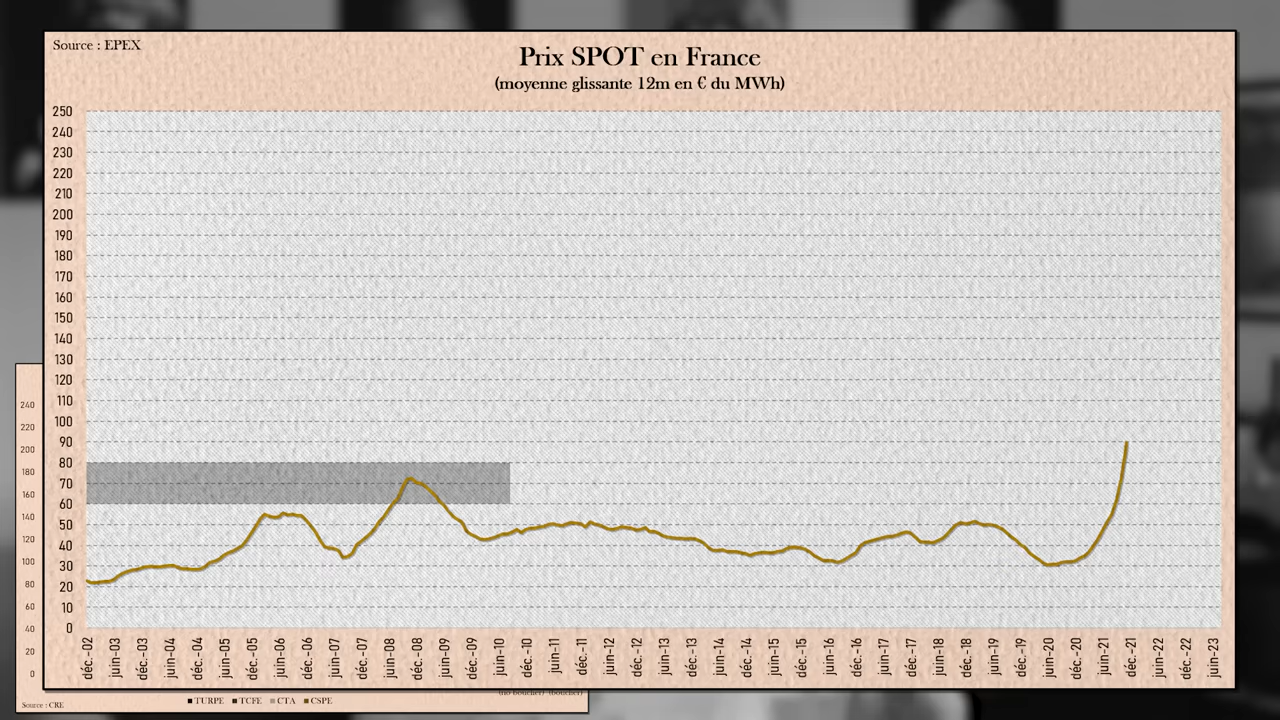 Source : EPEX
Prix SPOT en France
(moyenne glissante 12m en € du MWh)
250
240
230
220
210
200
190
180
170
160
150
140
130
120
110
100
90
80
70
60
50
40
30
20
10
0
déc.-02
juin-03
déc.-03
juin-04
déc.-04
juin-05
déc.-05
juin-06
déc.-06
juin-07
déc.-07
juin-08
déc.-08
juin-09
déc.-09
juin-10
déc.-10
juin-11
déc.-11
juin-12
déc.-12
juin-13
déc.-13
juin-14
déc.-14
juin-15
déc.-15
juin-16
déc.-16
juin-17
déc.-17
juin-18
déc.-18
juin-19
déc.-19
juin-20
déc.-20
juin-21
déc.-21
juin-22
déc.-22
juin-23
240
220
200
180
160
140
120
100
80
60
40
20
0
(no bouclier) (bouclier)
TURPE TCFE CTA CSPE
Source : CRE